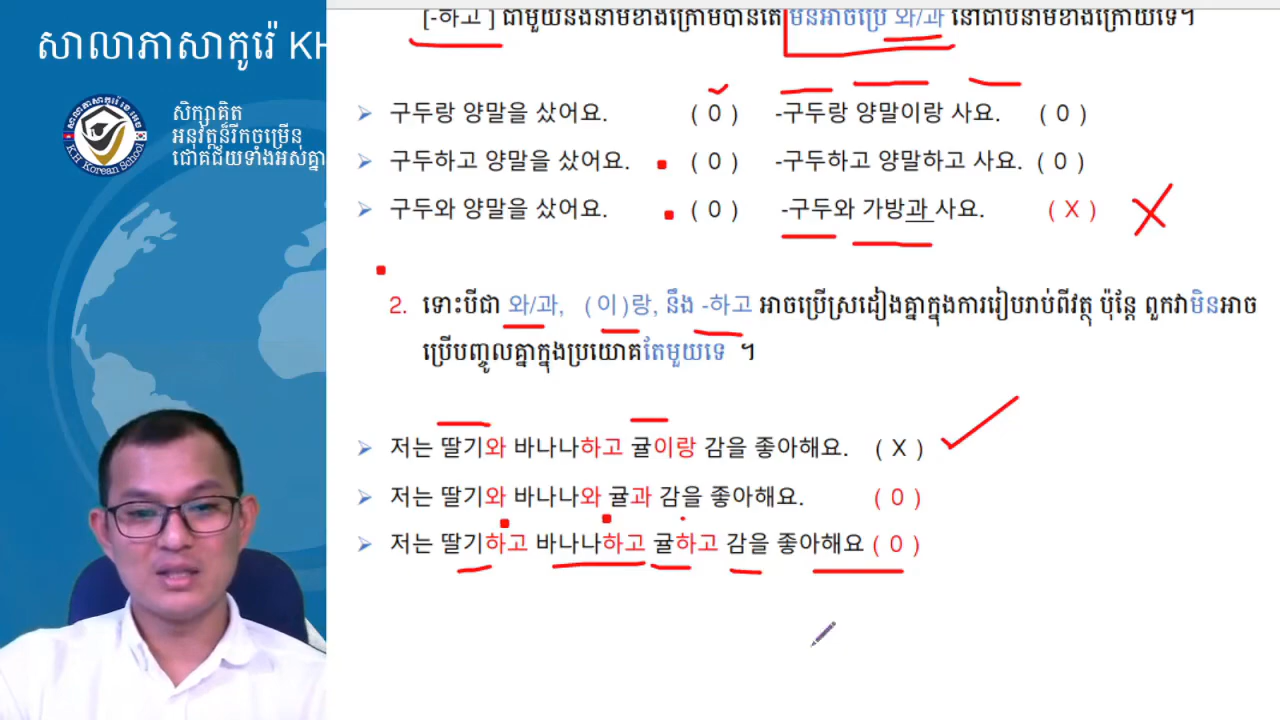 សាលាភាសាកូរ៉េ KH
សិក្សាគិត
អនុវត្តន៍រីកចម្រើន
ជោគជ័យទាំងអស់គ្នា
K.H Korean School
[-하고 ] ជាមួយនឹងនាមខាងក្រោមបានតែ មិនអាចប្រើ 와/과 នៅជាប់នាមខាងក្រោយទេ។
➢ 구두랑 양말을 샀어요. ( 0 ) -구두랑 양말이랑 사요. ( 0 )
➢ 구두하고 양말을 샀어요. ( 0 ) -구두하고 양말하고 사요. ( 0 )
➢ 구두와 양말을 샀어요. ( 0 ) -구두와 가방과 사요. ( X )
2. ទោះបីជា 와/과, (이)랑, នឹង -하고 អាចប្រើស្រដៀងគ្នាក្នុងការរៀបរាប់ពីវត្ថុ ប៉ុន្តែ ពួកវាមិនអាច
ប្រើបញ្ចូលគ្នាក្នុងប្រយោគតែមួយទេ ។
➢ 저는 딸기와 바나나하고 귤이랑 감을 좋아해요. ( X )
➢ 저는 딸기와 바나나와 귤과 감을 좋아해요. ( 0 )
➢ 저는 딸기하고 바나나하고 귤하고 감을 좋아해요 ( 0 )